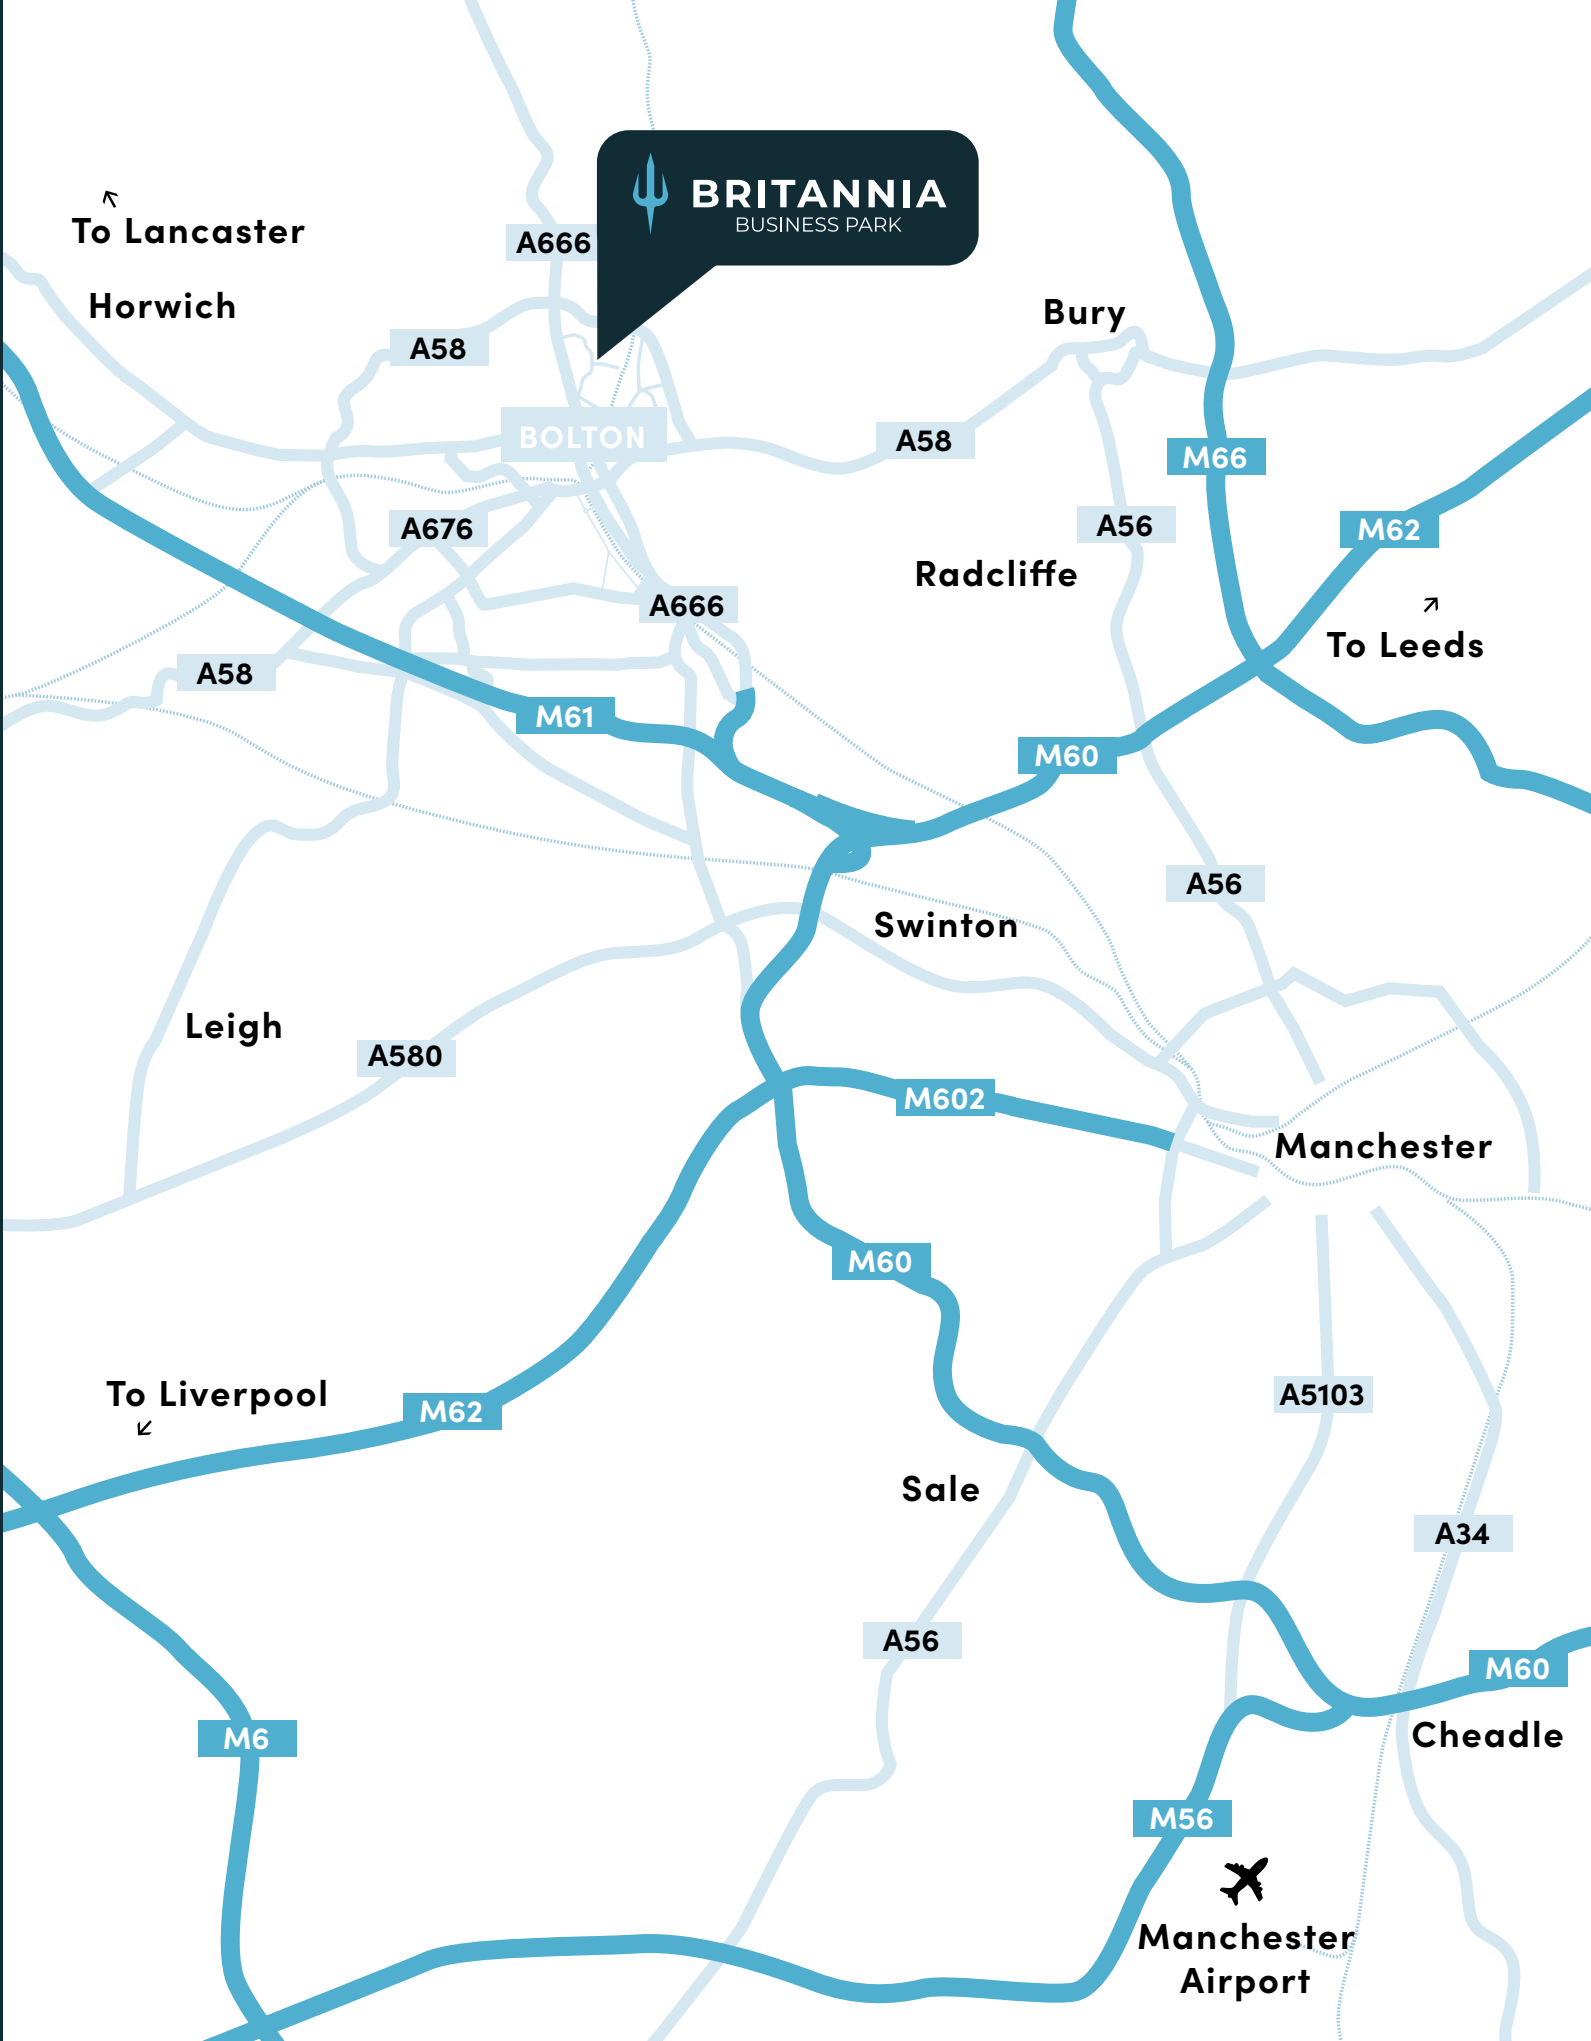 BRITANNIA
BUSINESS PARK
To Lancaster
A666
Horwich
Bury
A58
BOLTON
A58
M66
A676
A56
M62
Radcliffe
A666
To Leeds
A58
M61
M60
A56
Swinton
Leigh
A580
M602
Manchester
M60
To Liverpool
M62
A5103
Sale
A34
A56
M60
M6
Cheadle
M56
Manchester
Airport